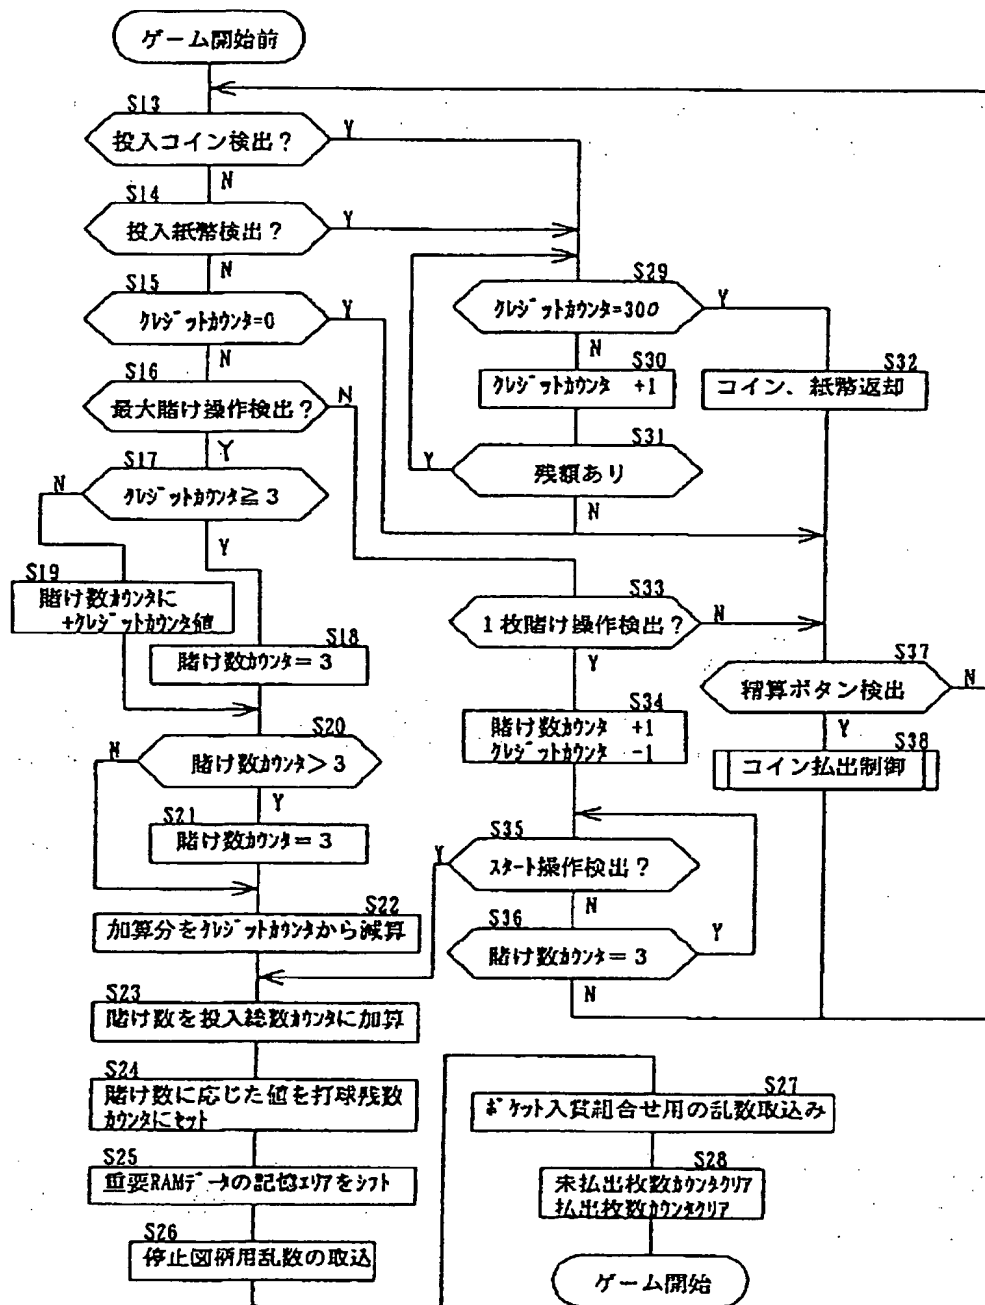 ゲーム開始前
S13
投入コイン検出?
Y
N
S14
投入紙幣検出?
Y
N
S15
クレジットカウンタ=0
Y
N
S16
最大賭け操作検出?
N
Y
S17
クレジットカウンタ≧3
N
Y
S19
賭け数カウンタに
+クレジットカウンタ値
S18
賭け数カウンタ=3
S20
賭け数カウンタ>3
N
Y
S21
賭け数カウンタ=3
S22
加算分をクレジットカウンタから減算
S23
賭け数を投入総数カウンタに加算
S24
賭け数に応じた値を打球残数
カウンタにセット
S25
重要RAMデータの記憶エリアをシフト
S26
停止図柄用乱数の取込
S29
クレジットカウンタ=300
Y
N
S30
クレジットカウンタ +1
S31
残額あり
Y
N
S32
コイン、紙幣返却
S33
1枚賭け操作検出?
N
Y
S34
賭け数カウンタ +1
クレジットカウンタ -1
S35
スタート操作検出?
Y
N
S36
賭け数カウンタ=3
Y
N
S37
精算ボタン検出
N
Y
S38
コイン払出制御
S27
ポケット入賞組合せ用の乱数取込み
S28
未払出枚数カウンタクリア
払出枚数カウンタクリア
ゲーム開始